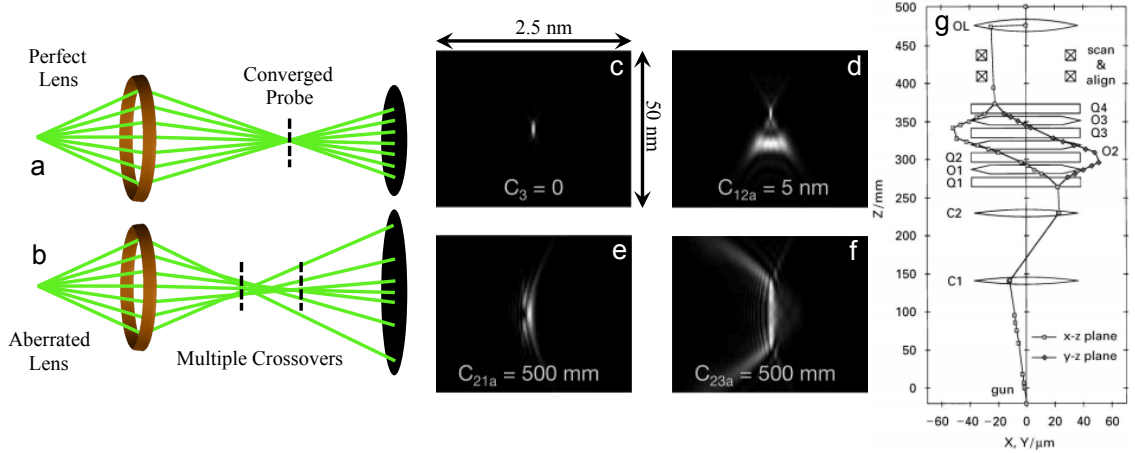 Perfect
Lens
Converged
Probe
a
b
Aberrated
Lens
Multiple Crossovers
2.5 nm
50 nm
c
C3 = 0
d
C12a = 5 nm
e
C21a = 500 mm
f
C23a = 500 mm
g
500
450
400
350
300
250
200
150
100
50
0
Z/mm
OL
scan
&
align
Q4
O3
Q3
O2
Q2
O1
Q1
C2
C1
x-z plane
y-z plane
gun
−60 −40 −20 0 20 40 60
X, Y/μm